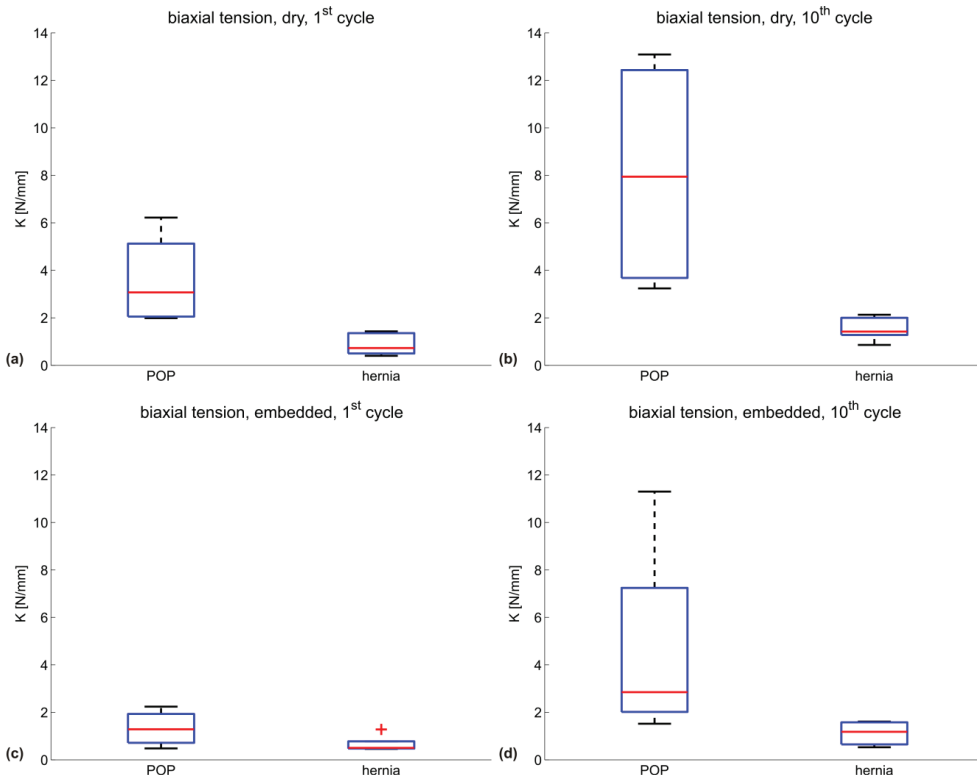 biaxial tension, dry, 1st cycle
14
12
10
8
6
4
2
0
K [N/mm]
(a)
POP hernia
biaxial tension, dry, 10th cycle
14
12
10
8
6
4
2
0
K [N/mm]
(b)
POP hernia
biaxial tension, embedded, 1st cycle
14
12
10
8
6
4
2
0
K [N/mm]
(c)
POP hernia
biaxial tension, embedded, 10th cycle
14
12
10
8
6
4
2
0
K [N/mm]
(d)
POP hernia